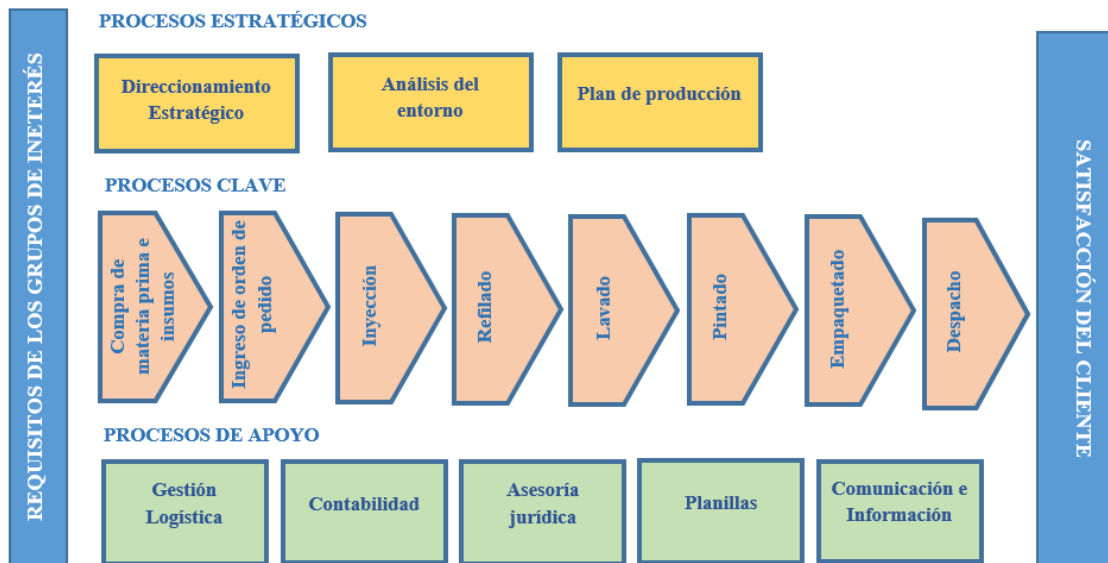 REQUISITOS DE LOS GRUPOS DE INETERÉS
PROCESOS ESTRATÉGICOS
Direccionamiento
Estratégico
Análisis del
entorno
Plan de producción
PROCESOS CLAVE
Compra de
materia prima e
insumos
Ingreso de orden de
pedido
Inyección
Refilado
Lavado
Pintado
Empaquetado
Despacho
PROCESOS DE APOYO
Gestión
Logística
Contabilidad
Asesoría
jurídica
Planillas
Comunicación e
Información
SATISFACCIÓN DEL CLIENTE